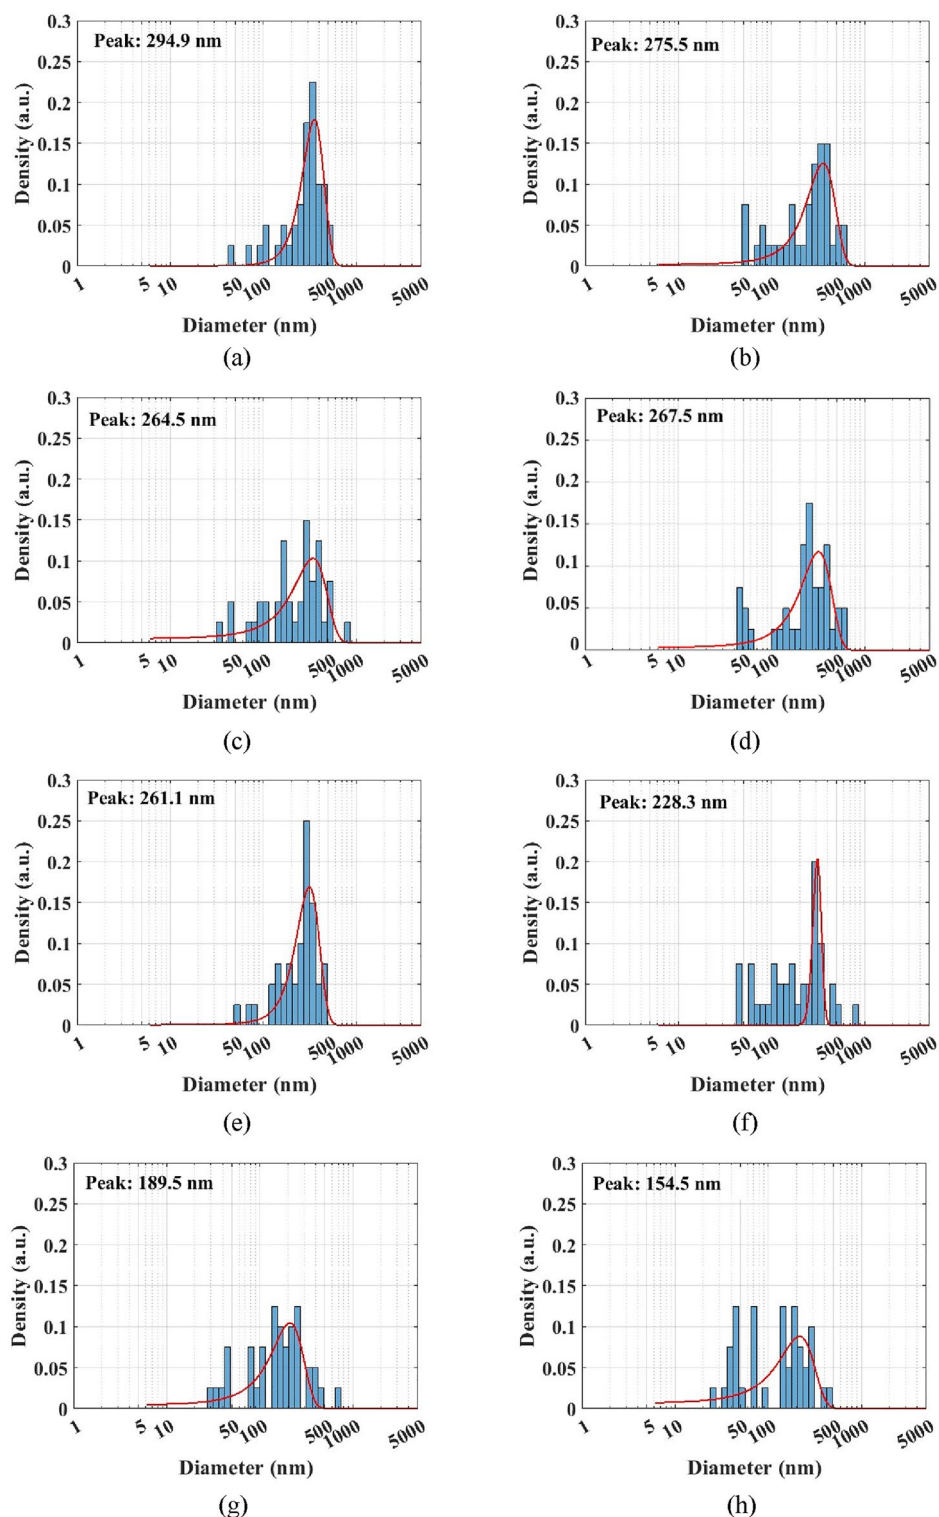 Peak: 294.9 nm
0.3
0.25
0.2
0.15
0.1
0.05
0
Density (a.u.)
1 5 10 50 100 500 1000 5000
Diameter (nm)
(a)
Peak: 275.5 nm
0.3
0.25
0.2
0.15
0.1
0.05
0
Density (a.u.)
1 5 10 50 100 500 1000 5000
Diameter (nm)
(b)
Peak: 264.5 nm
0.3
0.25
0.2
0.15
0.1
0.05
0
Density (a.u.)
1 5 10 50 100 500 1000 5000
Diameter (nm)
(c)
Peak: 267.5 nm
0.3
0.25
0.2
0.15
0.1
0.05
0
Density (a.u.)
1 5 10 50 100 500 1000 5000
Diameter (nm)
(d)
Peak: 261.1 nm
0.3
0.25
0.2
0.15
0.1
0.05
0
Density (a.u.)
1 5 10 50 100 500 1000 5000
Diameter (nm)
(e)
Peak: 228.3 nm
0.3
0.25
0.2
0.15
0.1
0.05
0
Density (a.u.)
1 5 10 50 100 500 1000 5000
Diameter (nm)
(f)
Peak: 189.5 nm
0.3
0.25
0.2
0.15
0.1
0.05
0
Density (a.u.)
1 5 10 50 100 500 1000 5000
Diameter (nm)
(g)
Peak: 154.5 nm
0.3
0.25
0.2
0.15
0.1
0.05
0
Density (a.u.)
1 5 10 50 100 500 1000 5000
Diameter (nm)
(h)